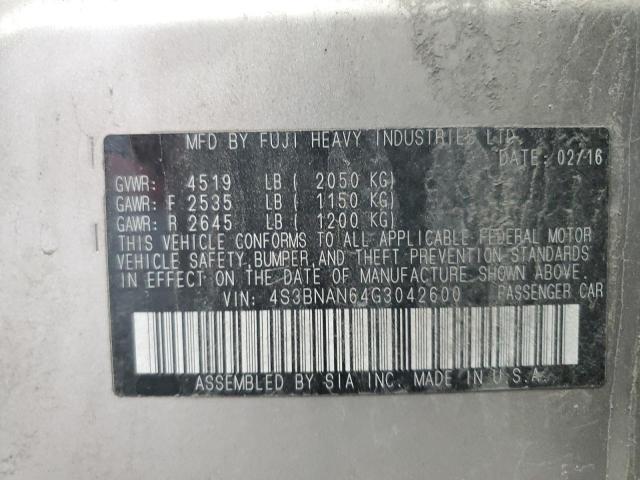 MFD BY FUJI HEAVY INDUSTRIES LTD.
DATE: 02/16
GVWR: 4519 LB ( 2050 KG)
GAWR: F 2535 LB ( 1150 KG)
GAWR: R 2645 LB ( 1200 KG)
THIS VEHICLE CONFORMS TO ALL APPLICABLE FEDERAL MOTOR
VEHICLE SAFETY, BUMPER, AND THEFT PREVENTION STANDARDS
IN EFFECT ON THE DATE OF MANUFACTURE SHOWN ABOVE.
VIN: 4S3BNAN64G3042600 PASSENGER CAR
ASSEMBLED BY SIA INC. MADE IN U.S.A.